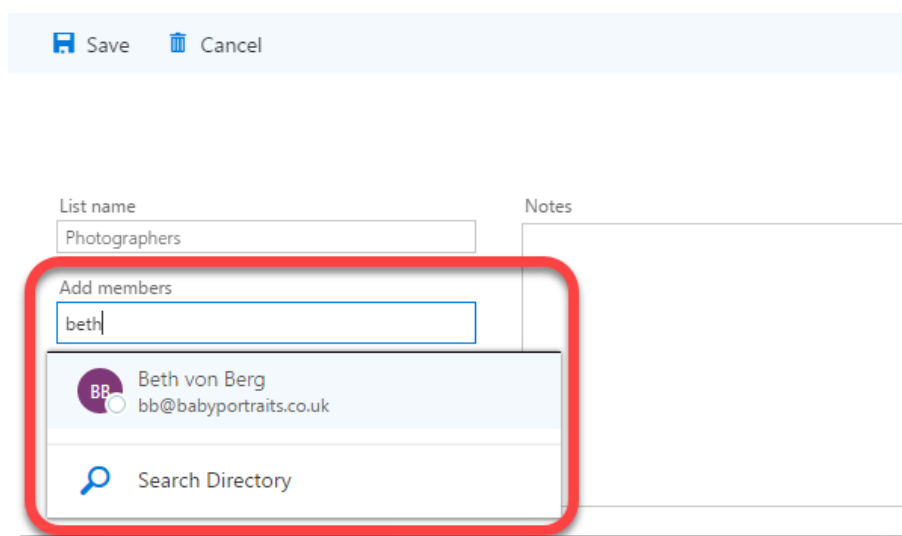 Save Cancel
List name
Photographers
Notes
Add members
beth
BB
Beth von Berg
bb@babyportraits.co.uk
Search Directory